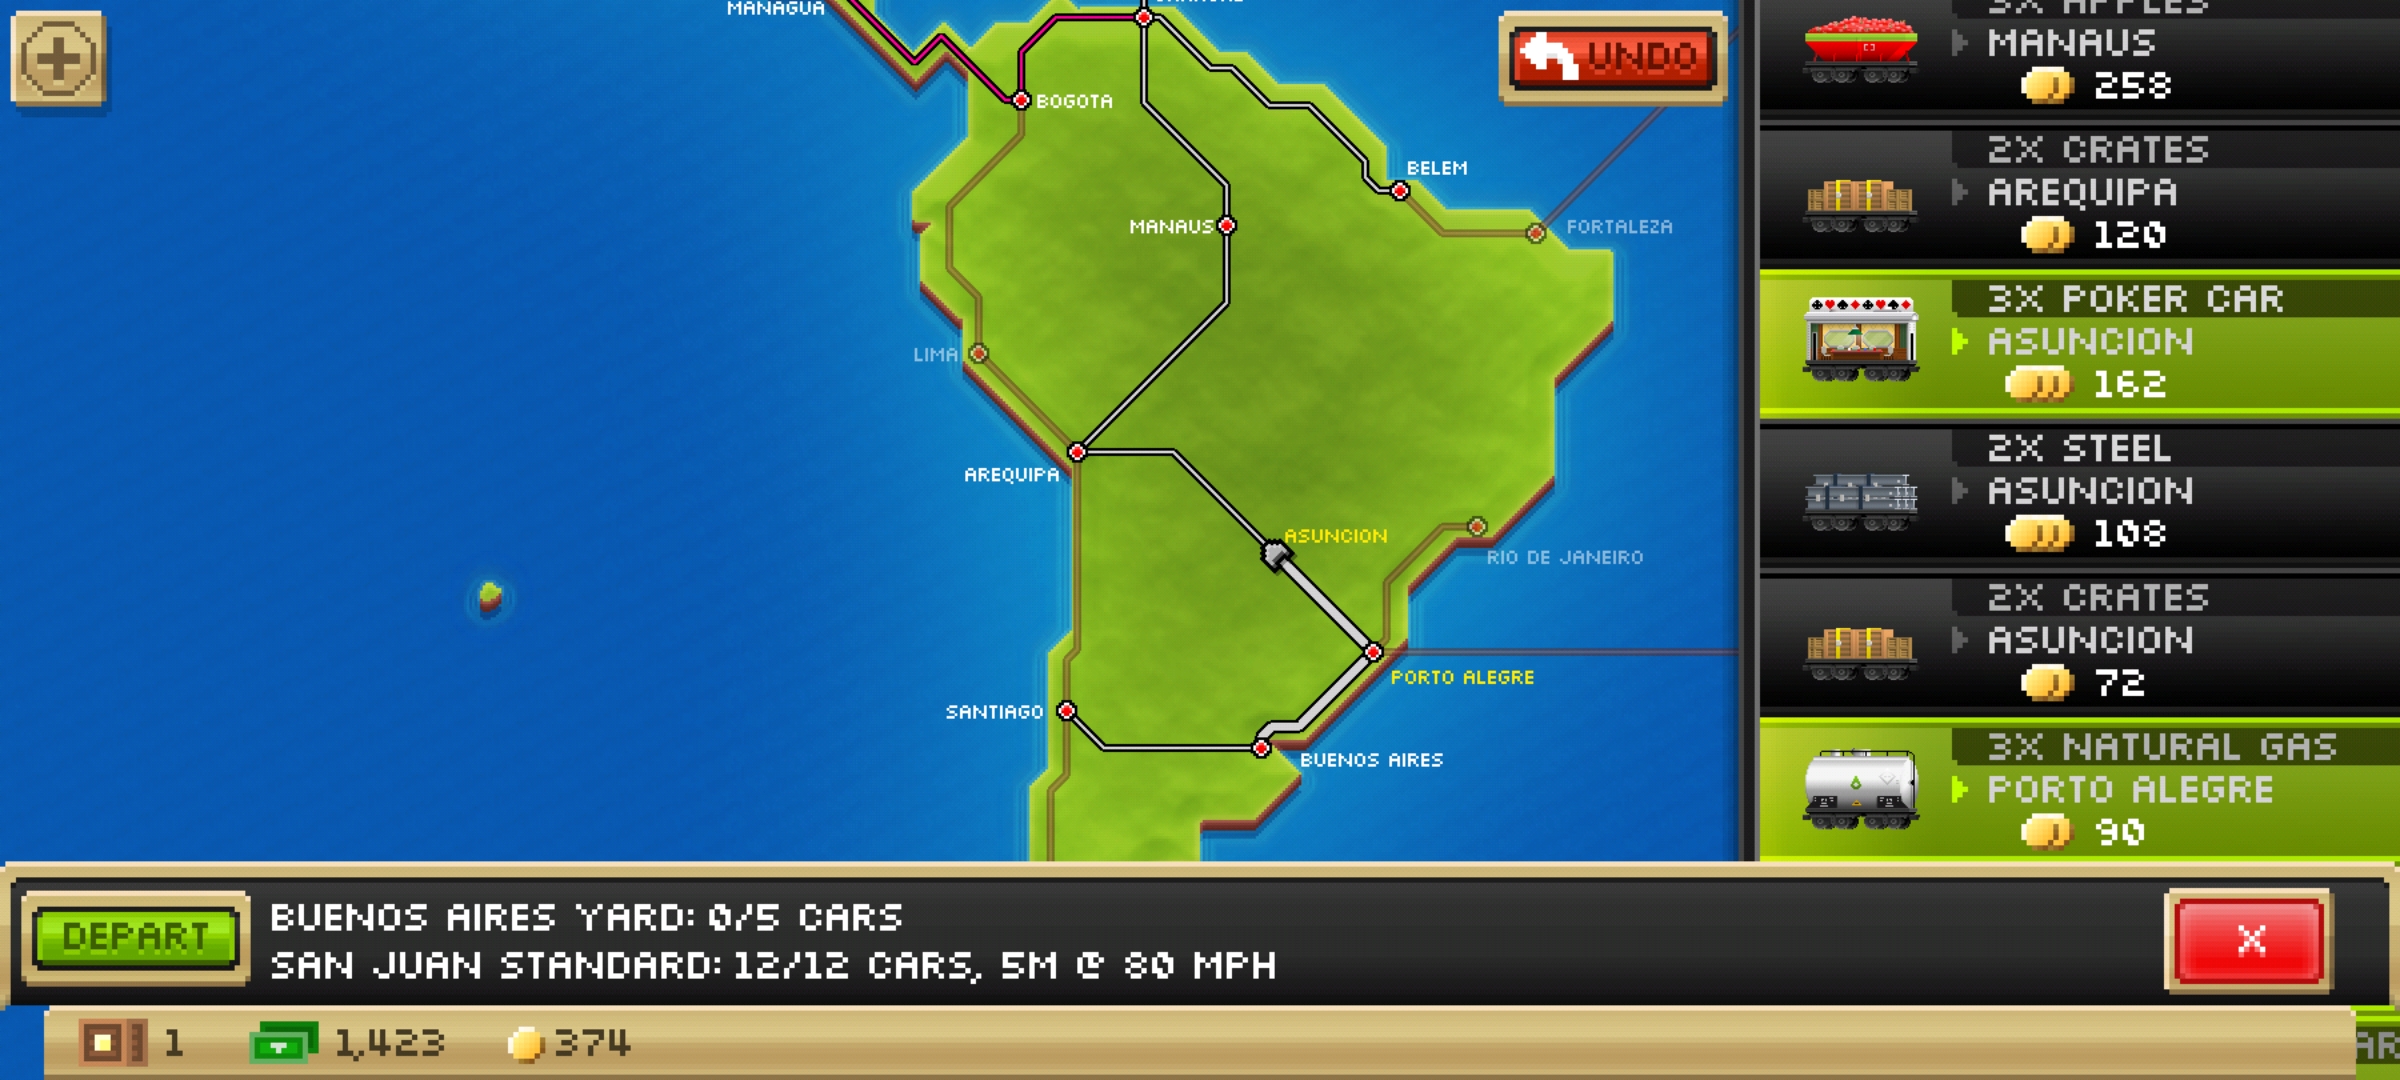 MANAGUA
UNDO
BOGOTA
BELEM
MANAUS
FORTALEZA
LIMA
AREQUIPA
ASUNCION
RIO DE JANEIRO
PORTO ALEGRE
SANTIAGO
BUENOS AIRES
3X APPLES
MANAUS
258
2X CRATES
AREQUIPA
120
3X POKER CAR
ASUNCION
162
2X STEEL
ASUNCION
108
2X CRATES
ASUNCION
72
3X NATURAL GAS
PORTO ALEGRE
90
DEPART
BUENOS AIRES YARD: 0/5 CARS
SAN JUAN STANDARD: 12/12 CARS, 5M @ 80 MPH
X
1
1,423
374
AR